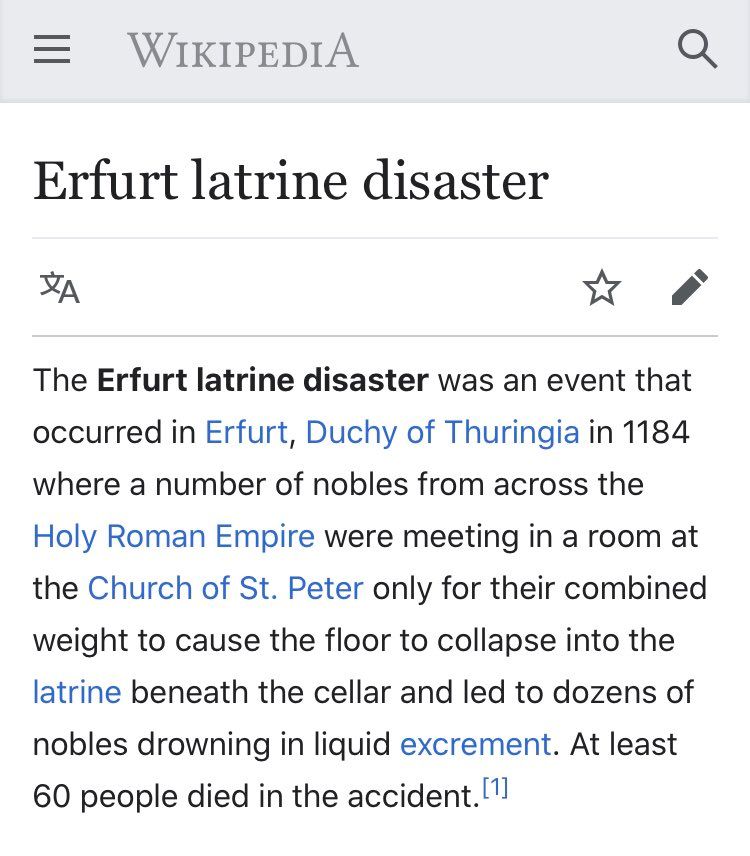 WIKIPEDIA
Erfurt latrine disaster
文A
The Erfurt latrine disaster was an event that
occurred in Erfurt, Duchy of Thuringia in 1184
where a number of nobles from across the
Holy Roman Empire were meeting in a room at
the Church of St. Peter only for their combined
weight to cause the floor to collapse into the
latrine beneath the cellar and led to dozens of
nobles drowning in liquid excrement. At least
60 people died in the accident.[1]